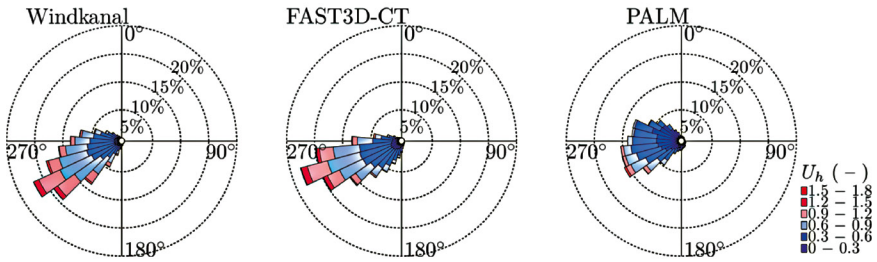 Windkanal
0°
20%
15%
10%
5%
270°
90°
180°
FAST3D-CT
0°
20%
15%
10%
5%
270°
90°
180°
PALM
0°
20%
15%
10%
5%
270°
90°
180°
U_h (−)
1.5 − 1.8
1.2 − 1.5
0.9 − 1.2
0.6 − 0.9
0.3 − 0.6
0 − 0.3